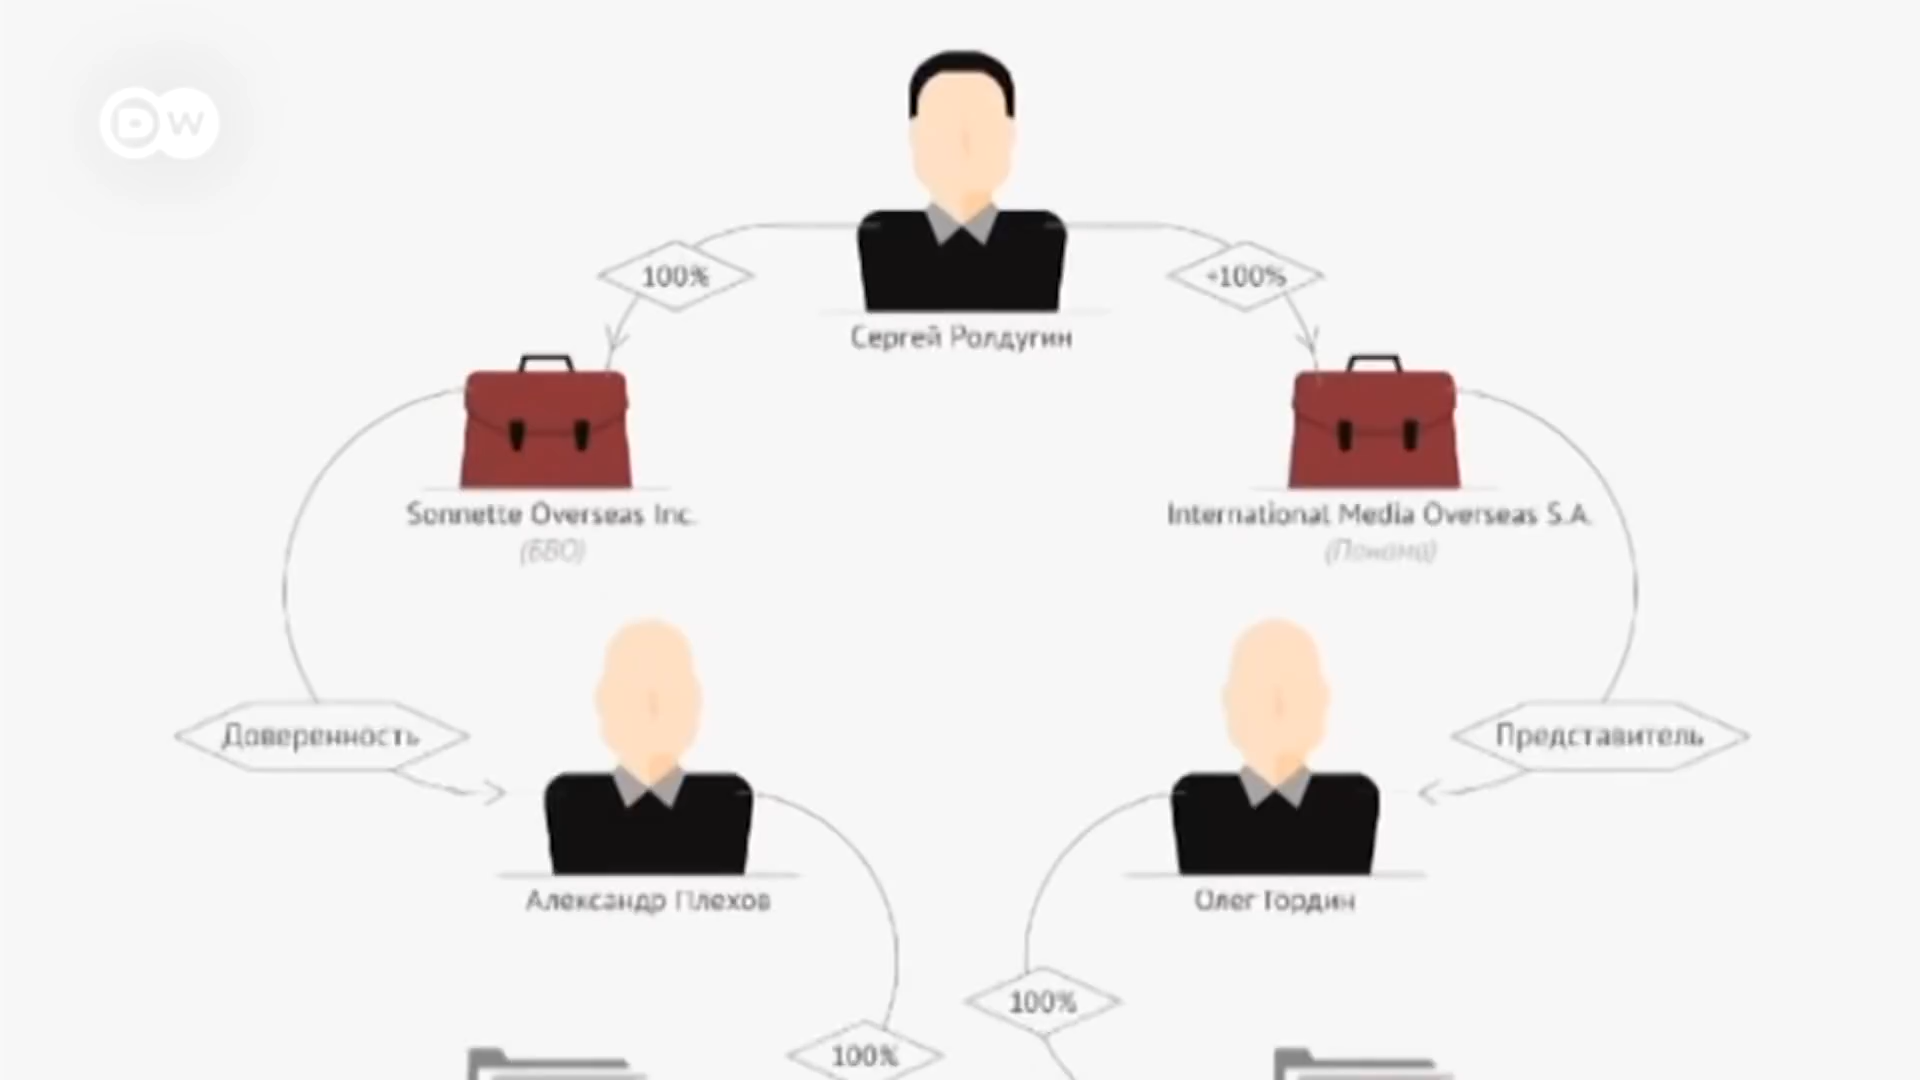 DW
100%
+100%
Сергей Ролдугин
Sonnette Overseas Inc.
International Media Overseas S.A.
(БВО)
(Панама)
Доверенность
Представитель
Александр Плехов
Олег Гордин
100%
100%